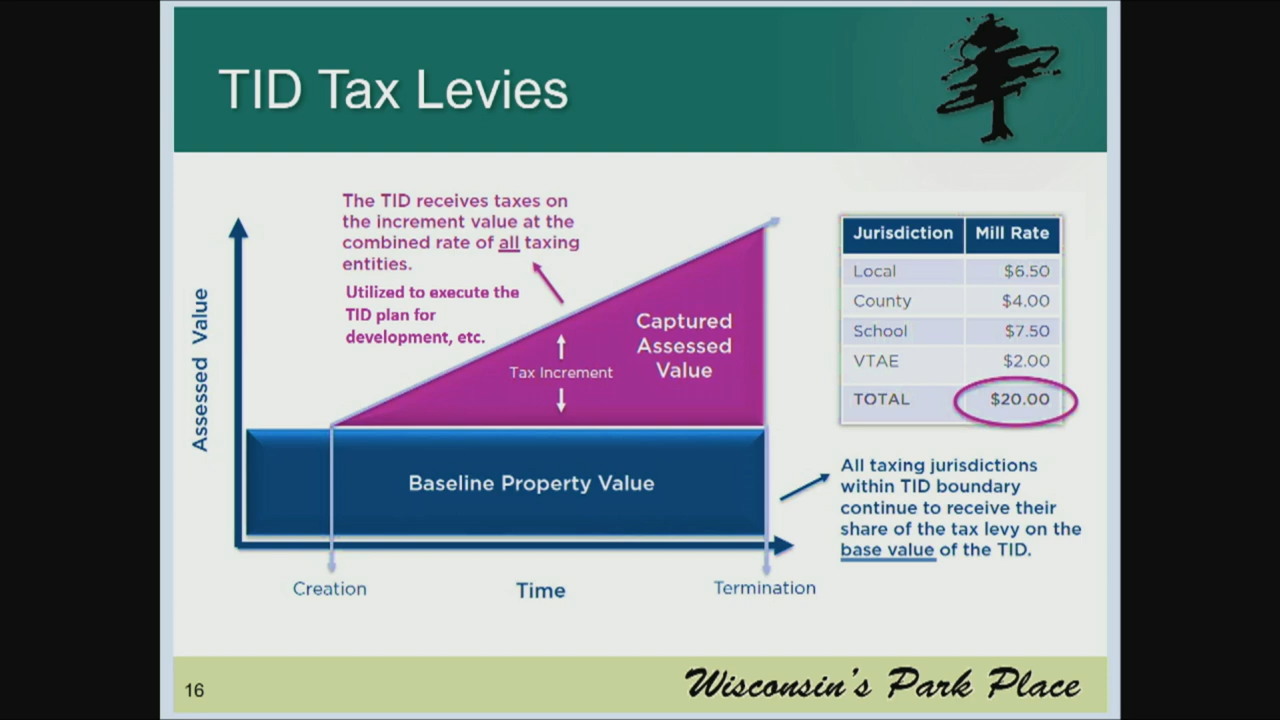 TID Tax Levies
The TID receives taxes on
the increment value at the
combined rate of all taxing
entities.
Utilized to execute the
TID plan for
development, etc.
Assessed Value
Captured
Assessed
Value
Tax Increment
Baseline Property Value
Creation
Time
Termination
Jurisdiction Mill Rate
Local $6.50
County $4.00
School $7.50
VTAE $2.00
TOTAL $20.00
All taxing jurisdictions
within TID boundary
continue to receive their
share of the tax levy on the
base value of the TID.
16
Wisconsin's Park Place